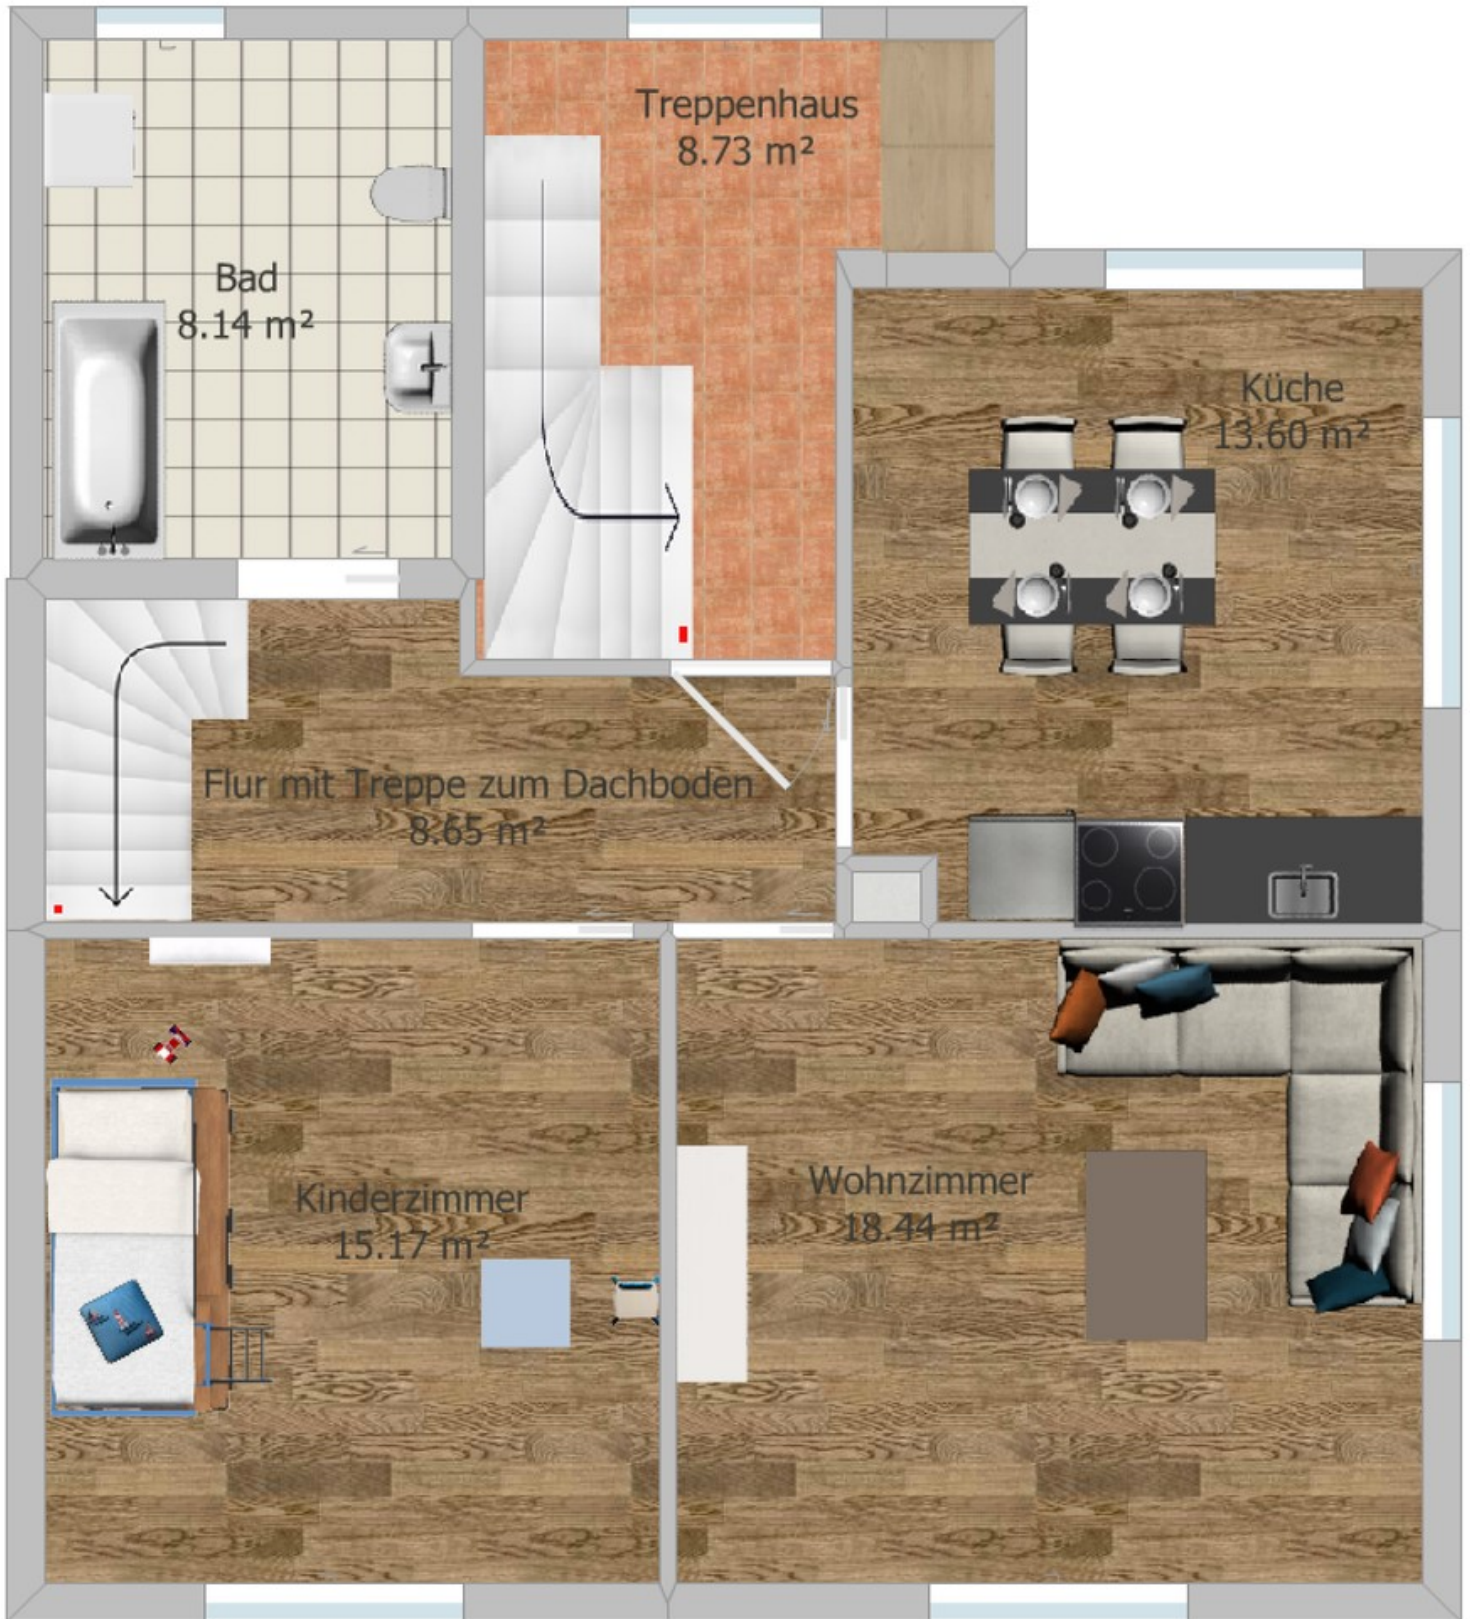 Treppenhaus
8.73 m²
Bad
8.14 m²
Küche
13.60 m²
Flur mit Treppe zum Dachboden
8.65 m²
Kinderzimmer
15.17 m²
Wohnzimmer
18.44 m²